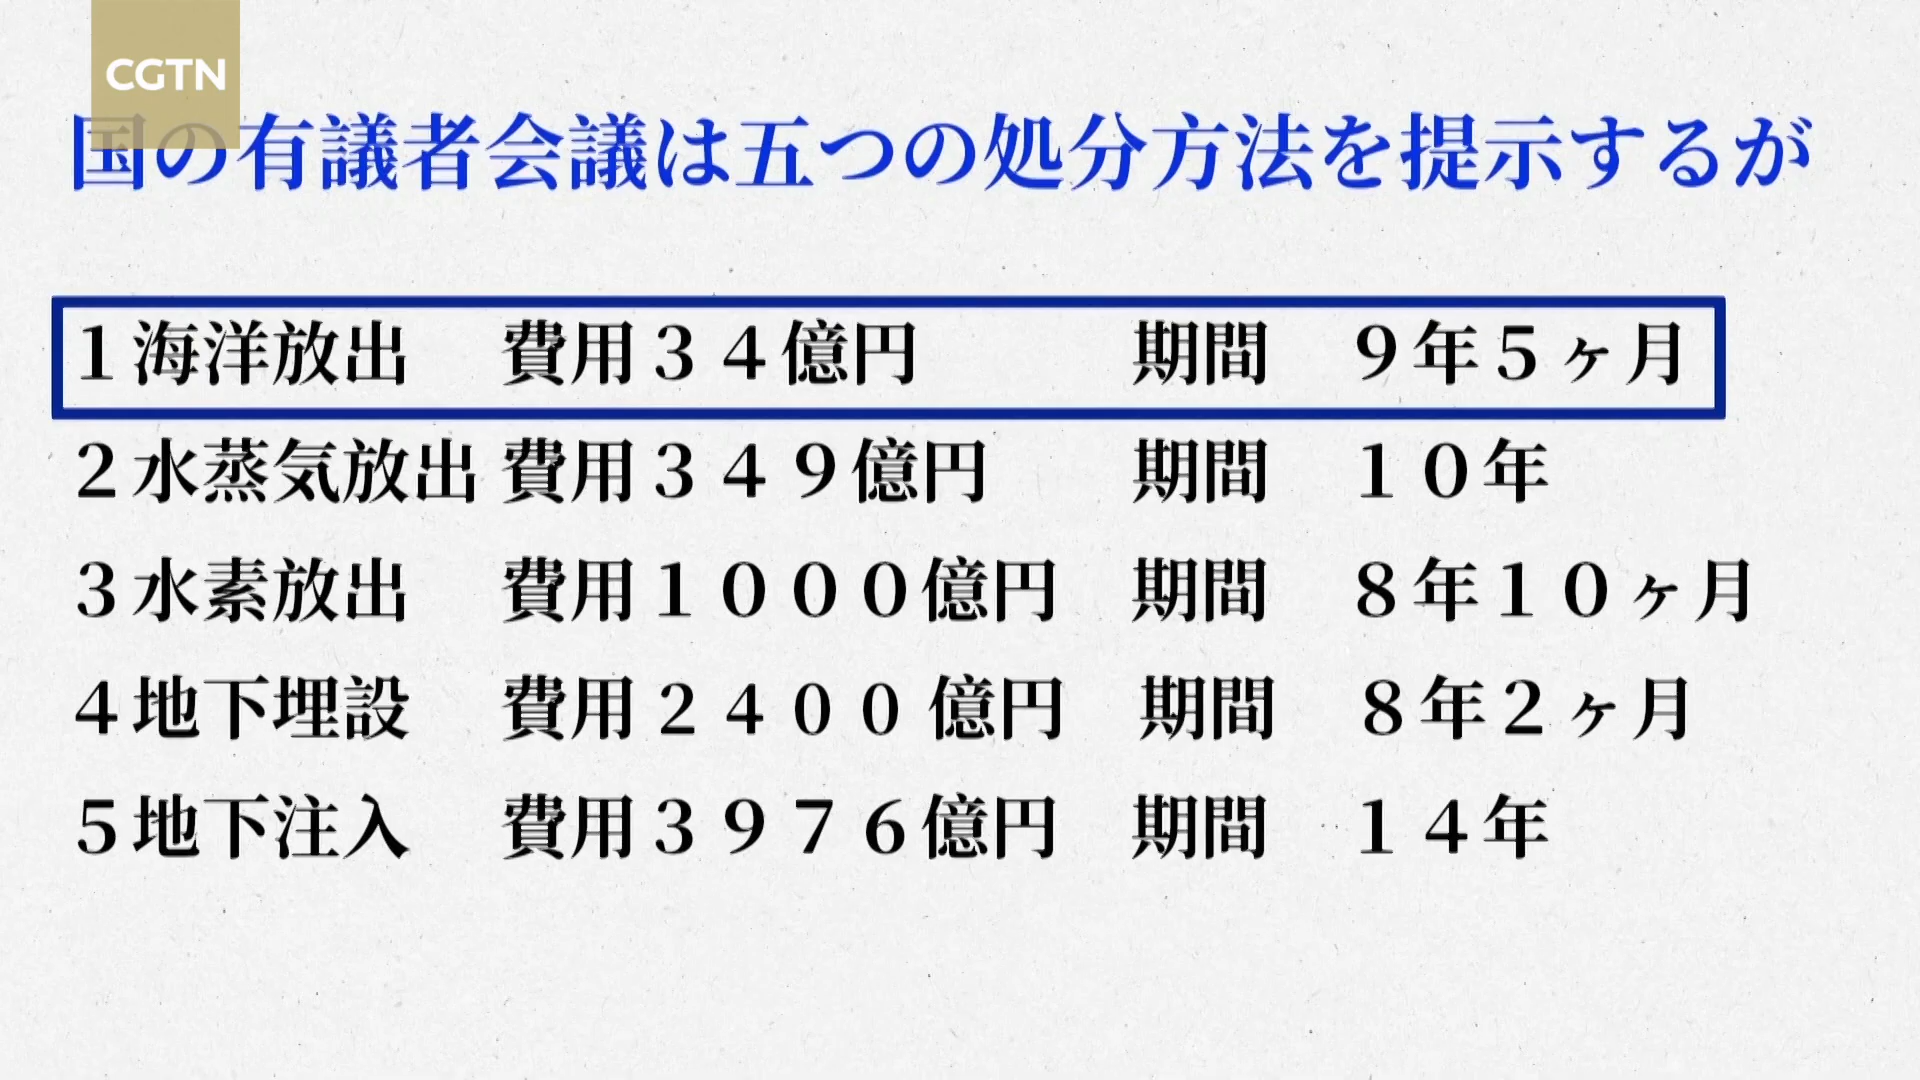 CGTN
国の有議者会議は五つの処分方法を提示するが
1海洋放出 費用34億円 期間 9年5ヶ月
2水蒸気放出 費用349億円 期間 10年
3水素放出 費用1000億円 期間 8年10ヶ月
4地下埋設 費用2400億円 期間 8年2ヶ月
5地下注入 費用3976億円 期間 14年